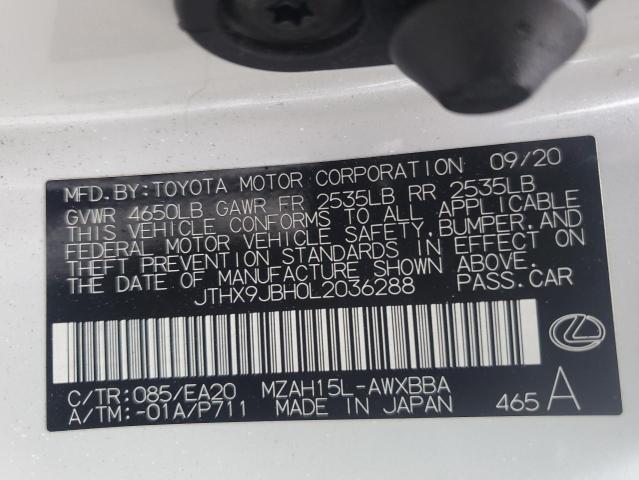 MFD. BY: TOYOTA MOTOR CORPORATION 09/20
GVWR 4650LB GAWR FR 2535LB RR 2535LB
THIS VEHICLE CONFORMS TO ALL APPLICABLE
FEDERAL MOTOR VEHICLE SAFETY, BUMPER, AND
THEFT PREVENTION STANDARDS IN EFFECT ON
THE DATE OF MANUFACTURE SHOWN ABOVE.
JTHX9JBH0L2036288 PASS. CAR
C/TR: 085/EA20 MZAH15L-AWXBBA
A/TM: -01A/P711 MADE IN JAPAN 465 A